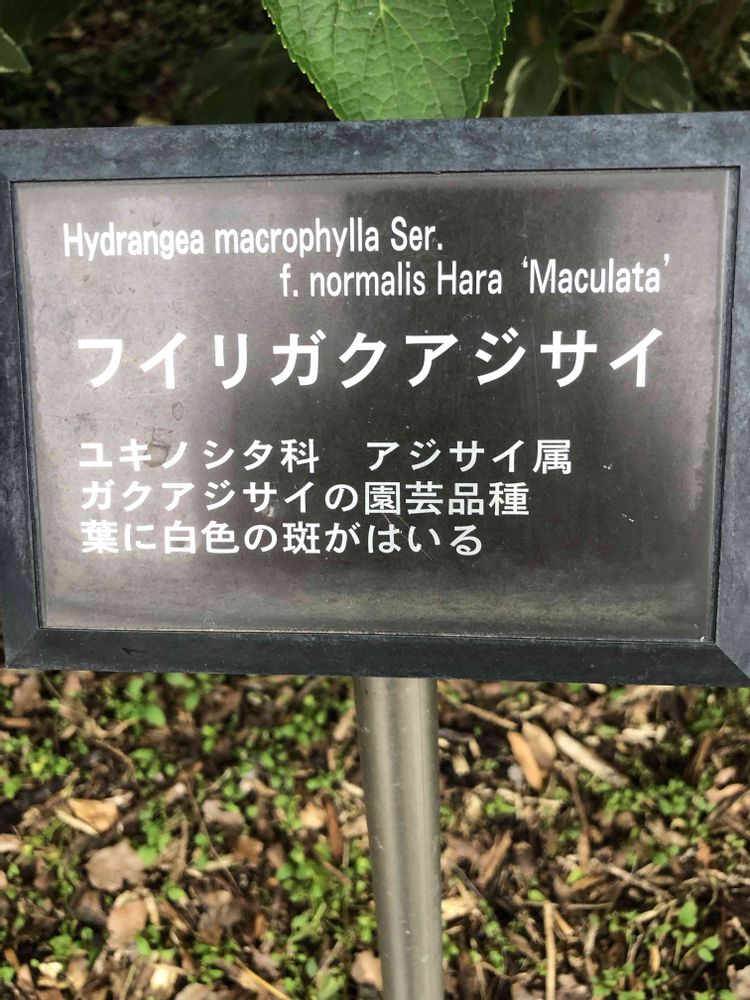 Hydrangea macrophylla Ser.
f. normalis Hara ‘Maculata’
フイリガクアジサイ
ユキノシタ科　アジサイ属
ガクアジサイの園芸品種
葉に白色の斑がはいる